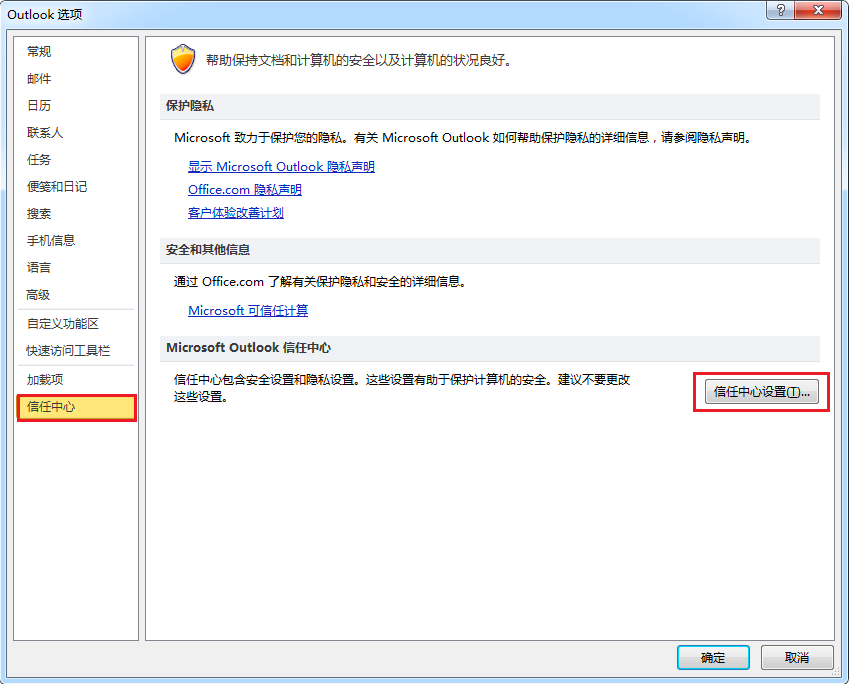 Outlook 选项
?
常规
邮件
日历
联系人
任务
便笺和日记
搜索
手机信息
语言
高级
自定义功能区
快速访问工具栏
加载项
信任中心
帮助保持文档和计算机的安全以及计算机的状况良好。
保护隐私
Microsoft 致力于保护您的隐私。有关 Microsoft Outlook 如何帮助保护隐私的详细信息，请参阅隐私声明。
显示 Microsoft Outlook 隐私声明
Office.com 隐私声明
客户体验改善计划
安全和其他信息
通过 Office.com 了解有关保护隐私和安全的详细信息。
Microsoft 可信任计算
Microsoft Outlook 信任中心
信任中心包含安全设置和隐私设置。这些设置有助于保护计算机的安全。建议不要更改
这些设置。
信任中心设置(T)...
确定
取消